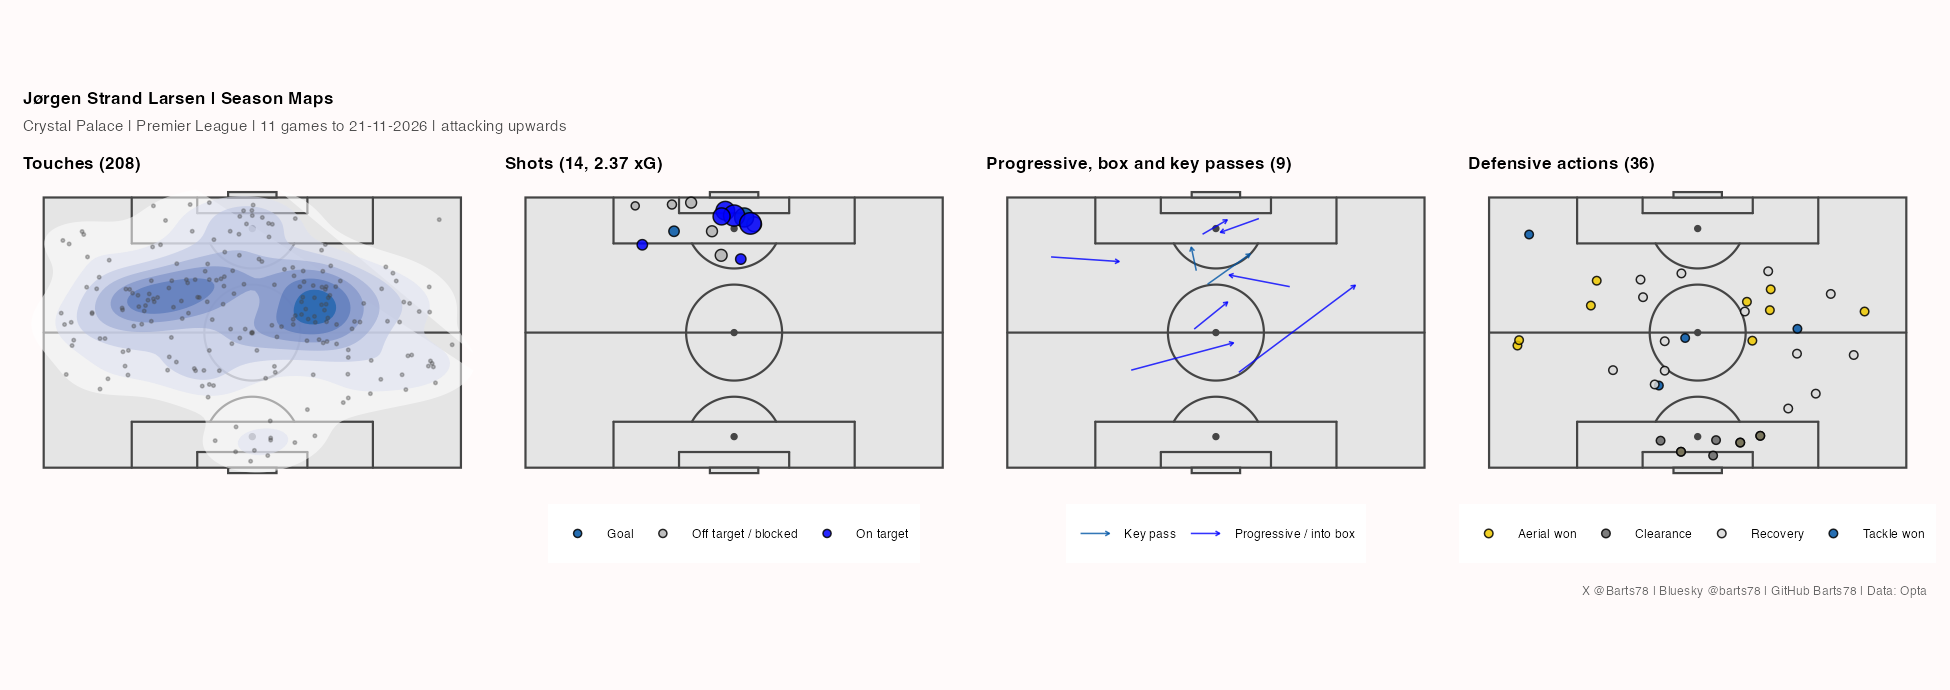 Jørgen Strand Larsen | Season Maps
Crystal Palace | Premier League | 11 games to 21-11-2026 | attacking upwards
Touches (208)
Shots (14, 2.37 xG)
Progressive, box and key passes (9)
Defensive actions (36)
Goal
Off target / blocked
On target
Key pass
Progressive / into box
Aerial won
Clearance
Recovery
Tackle won
X @Barts78 | Bluesky @barts78 | GitHub Barts78 | Data: Opta